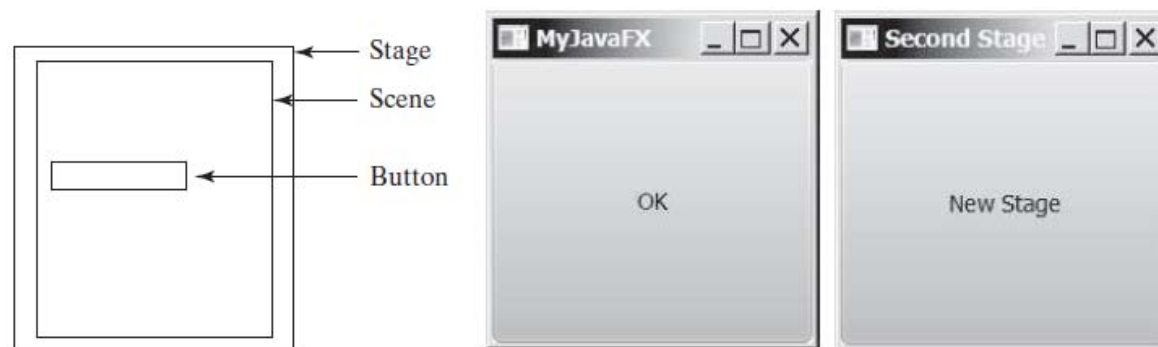 Stage
Scene
Button
MyJavaFX
OK
Second Stage
New Stage